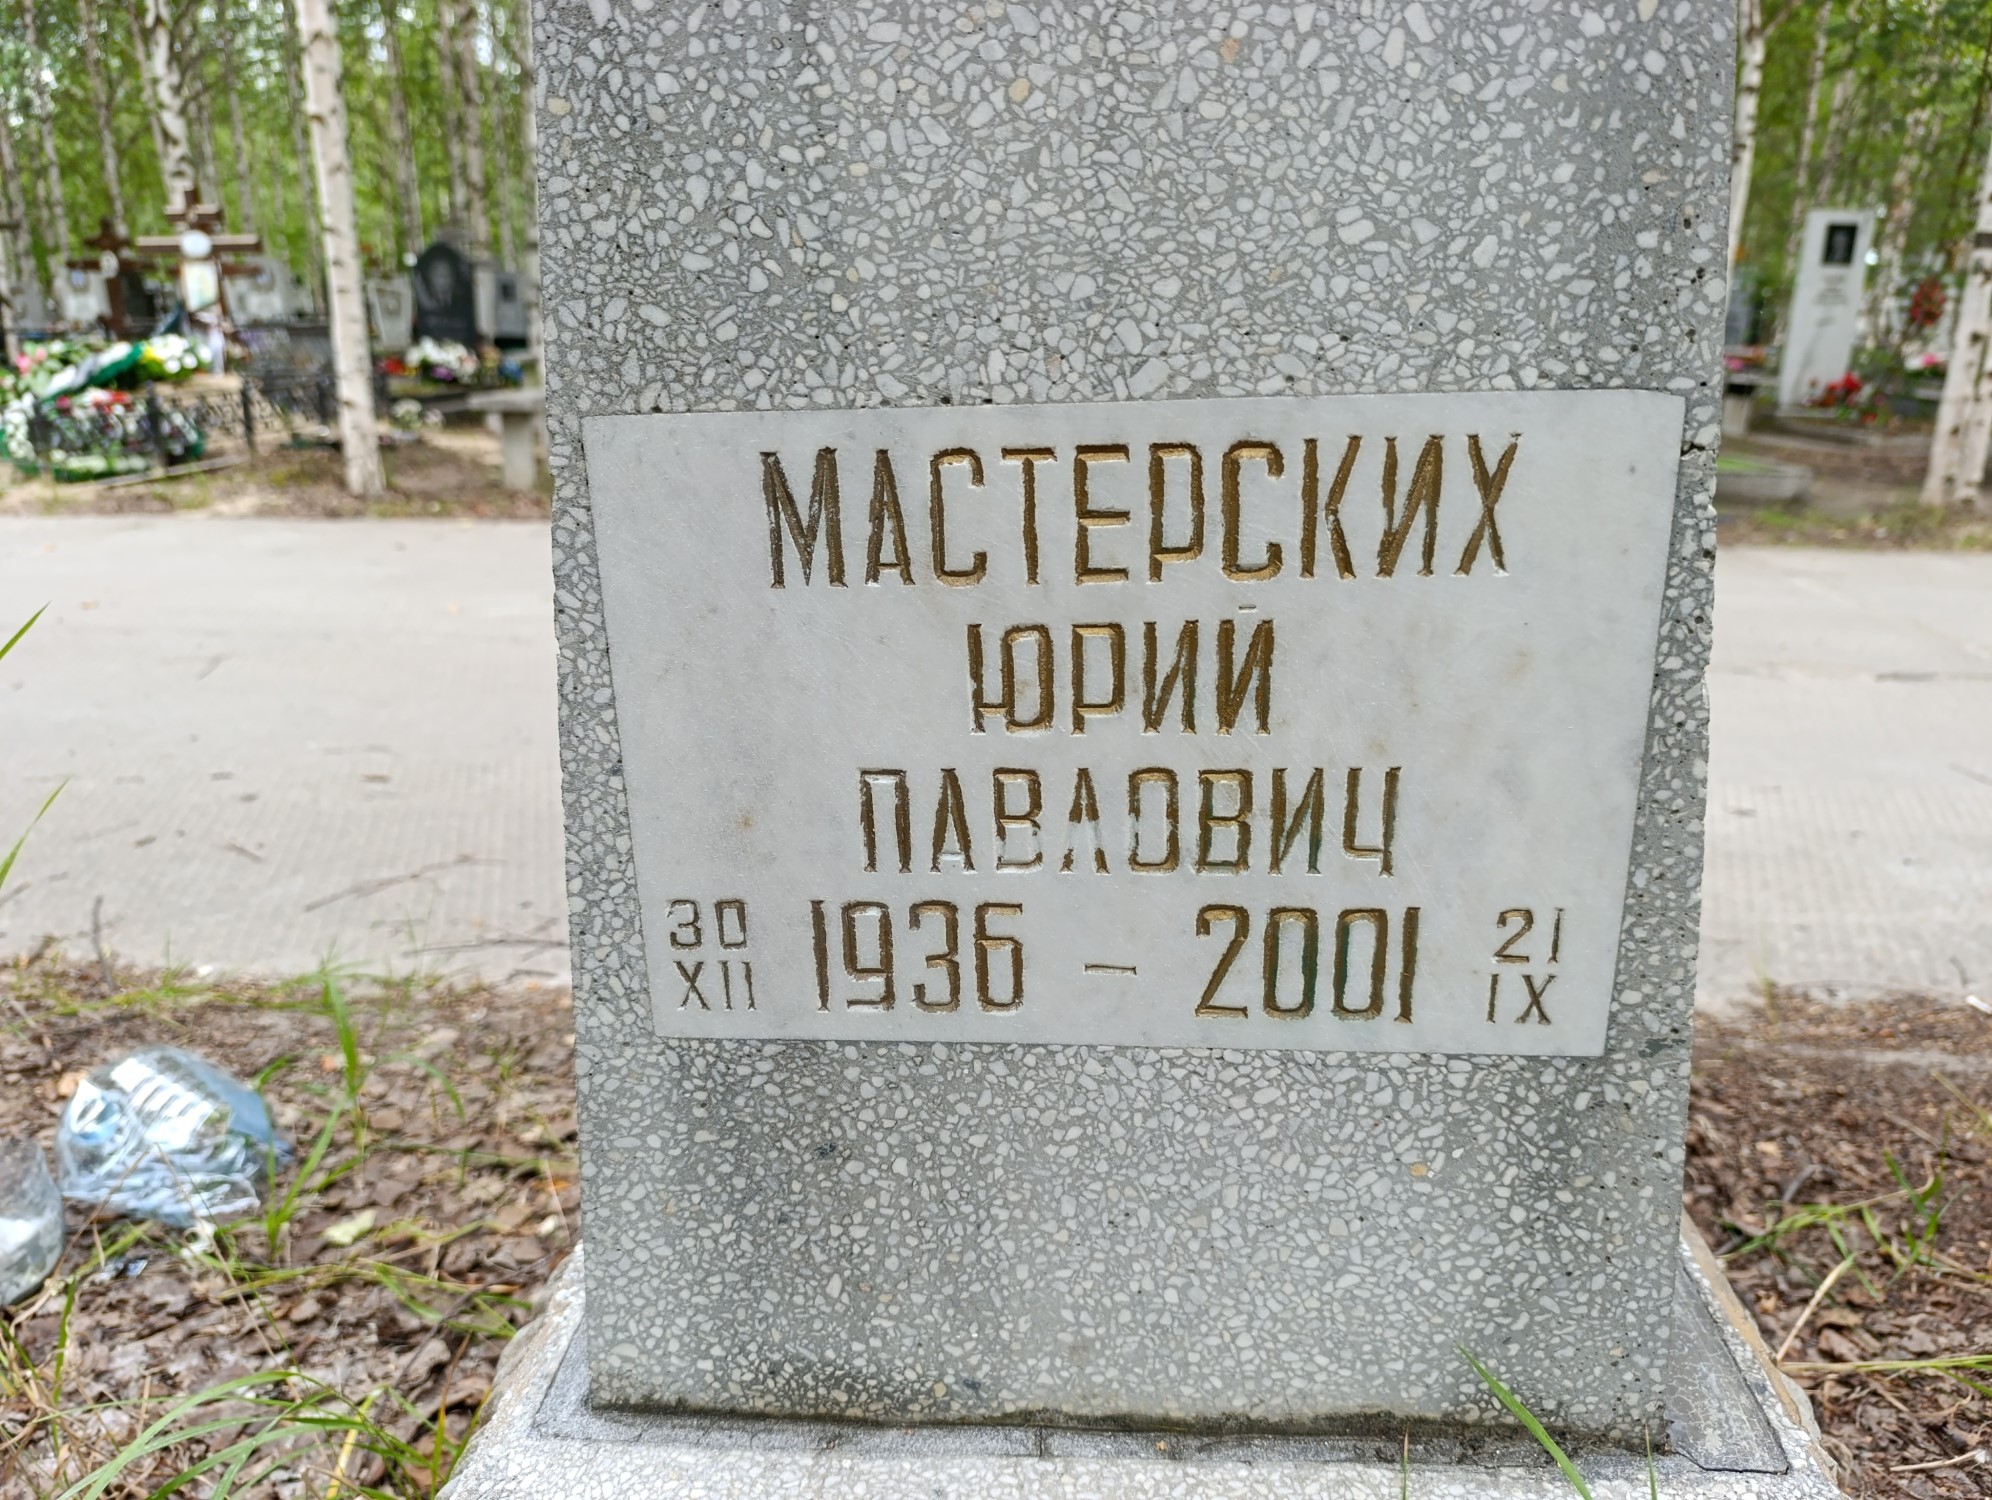 МАСТЕРСКИХ
ЮРИЙ
ПАВЛОВИЧ
30 XII 1936 – 2001 21 IX